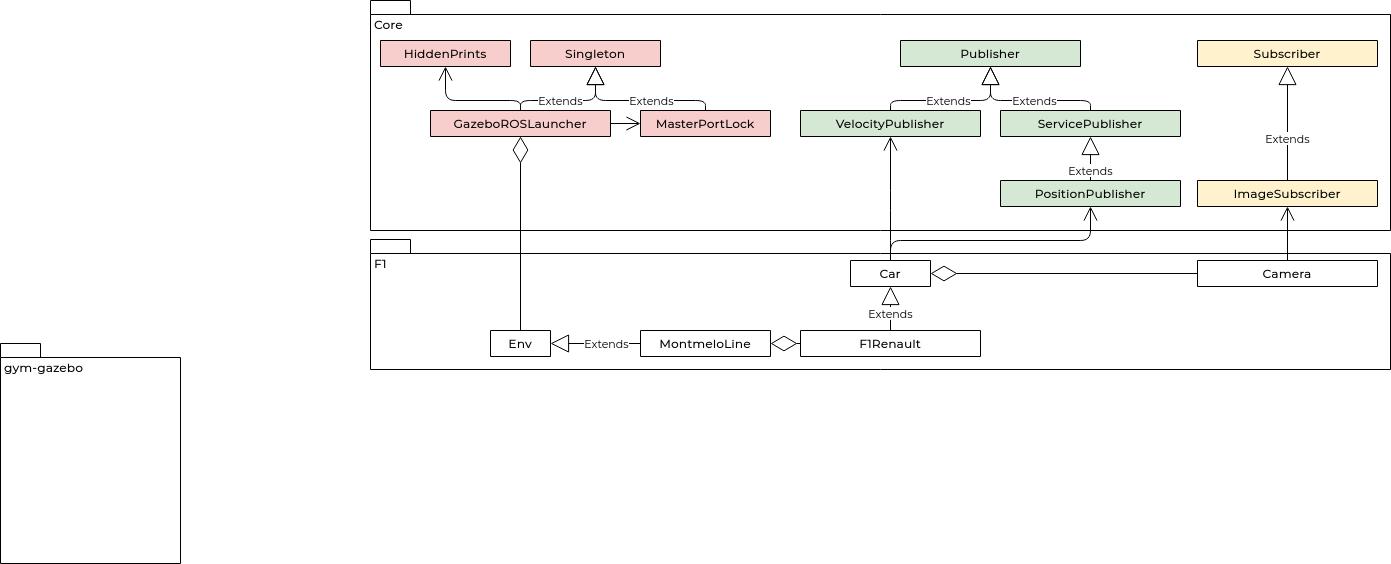 Core
HiddenPrints
Singleton
Publisher
Subscriber
Extends
Extends
Extends
Extends
GazeboROSLauncher
MasterPortLock
VelocityPublisher
ServicePublisher
Extends
Extends
PositionPublisher
ImageSubscriber
F1
Car
Camera
Extends
Env
Extends
MontmeloLine
F1Renault
gym-gazebo